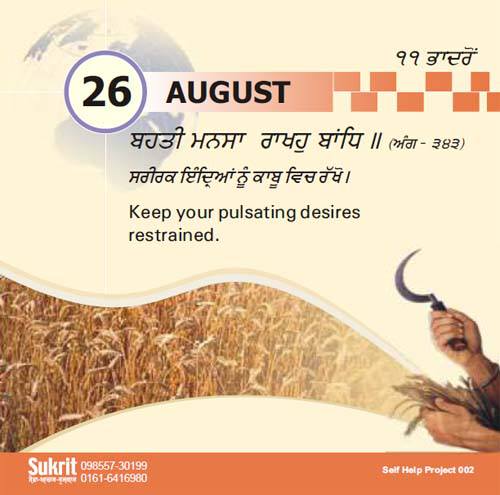 ੧੧ ਭਾਦਰੋਂ
26 AUGUST
ਬਹਤੀ ਮਨਸਾ ਰਾਖਹੁ ਬਾਂਧਿ ॥ (ਅੰਗ - ੩੪੩)
ਸਰੀਰਕ ਇੰਦ੍ਰਿਆਂ ਨੂੰ ਕਾਬੂ ਵਿਚ ਰੱਖੋ।
Keep your pulsating desires
restrained.
Sukrit 098557-30199
0161-6416980
Self Help Project 002